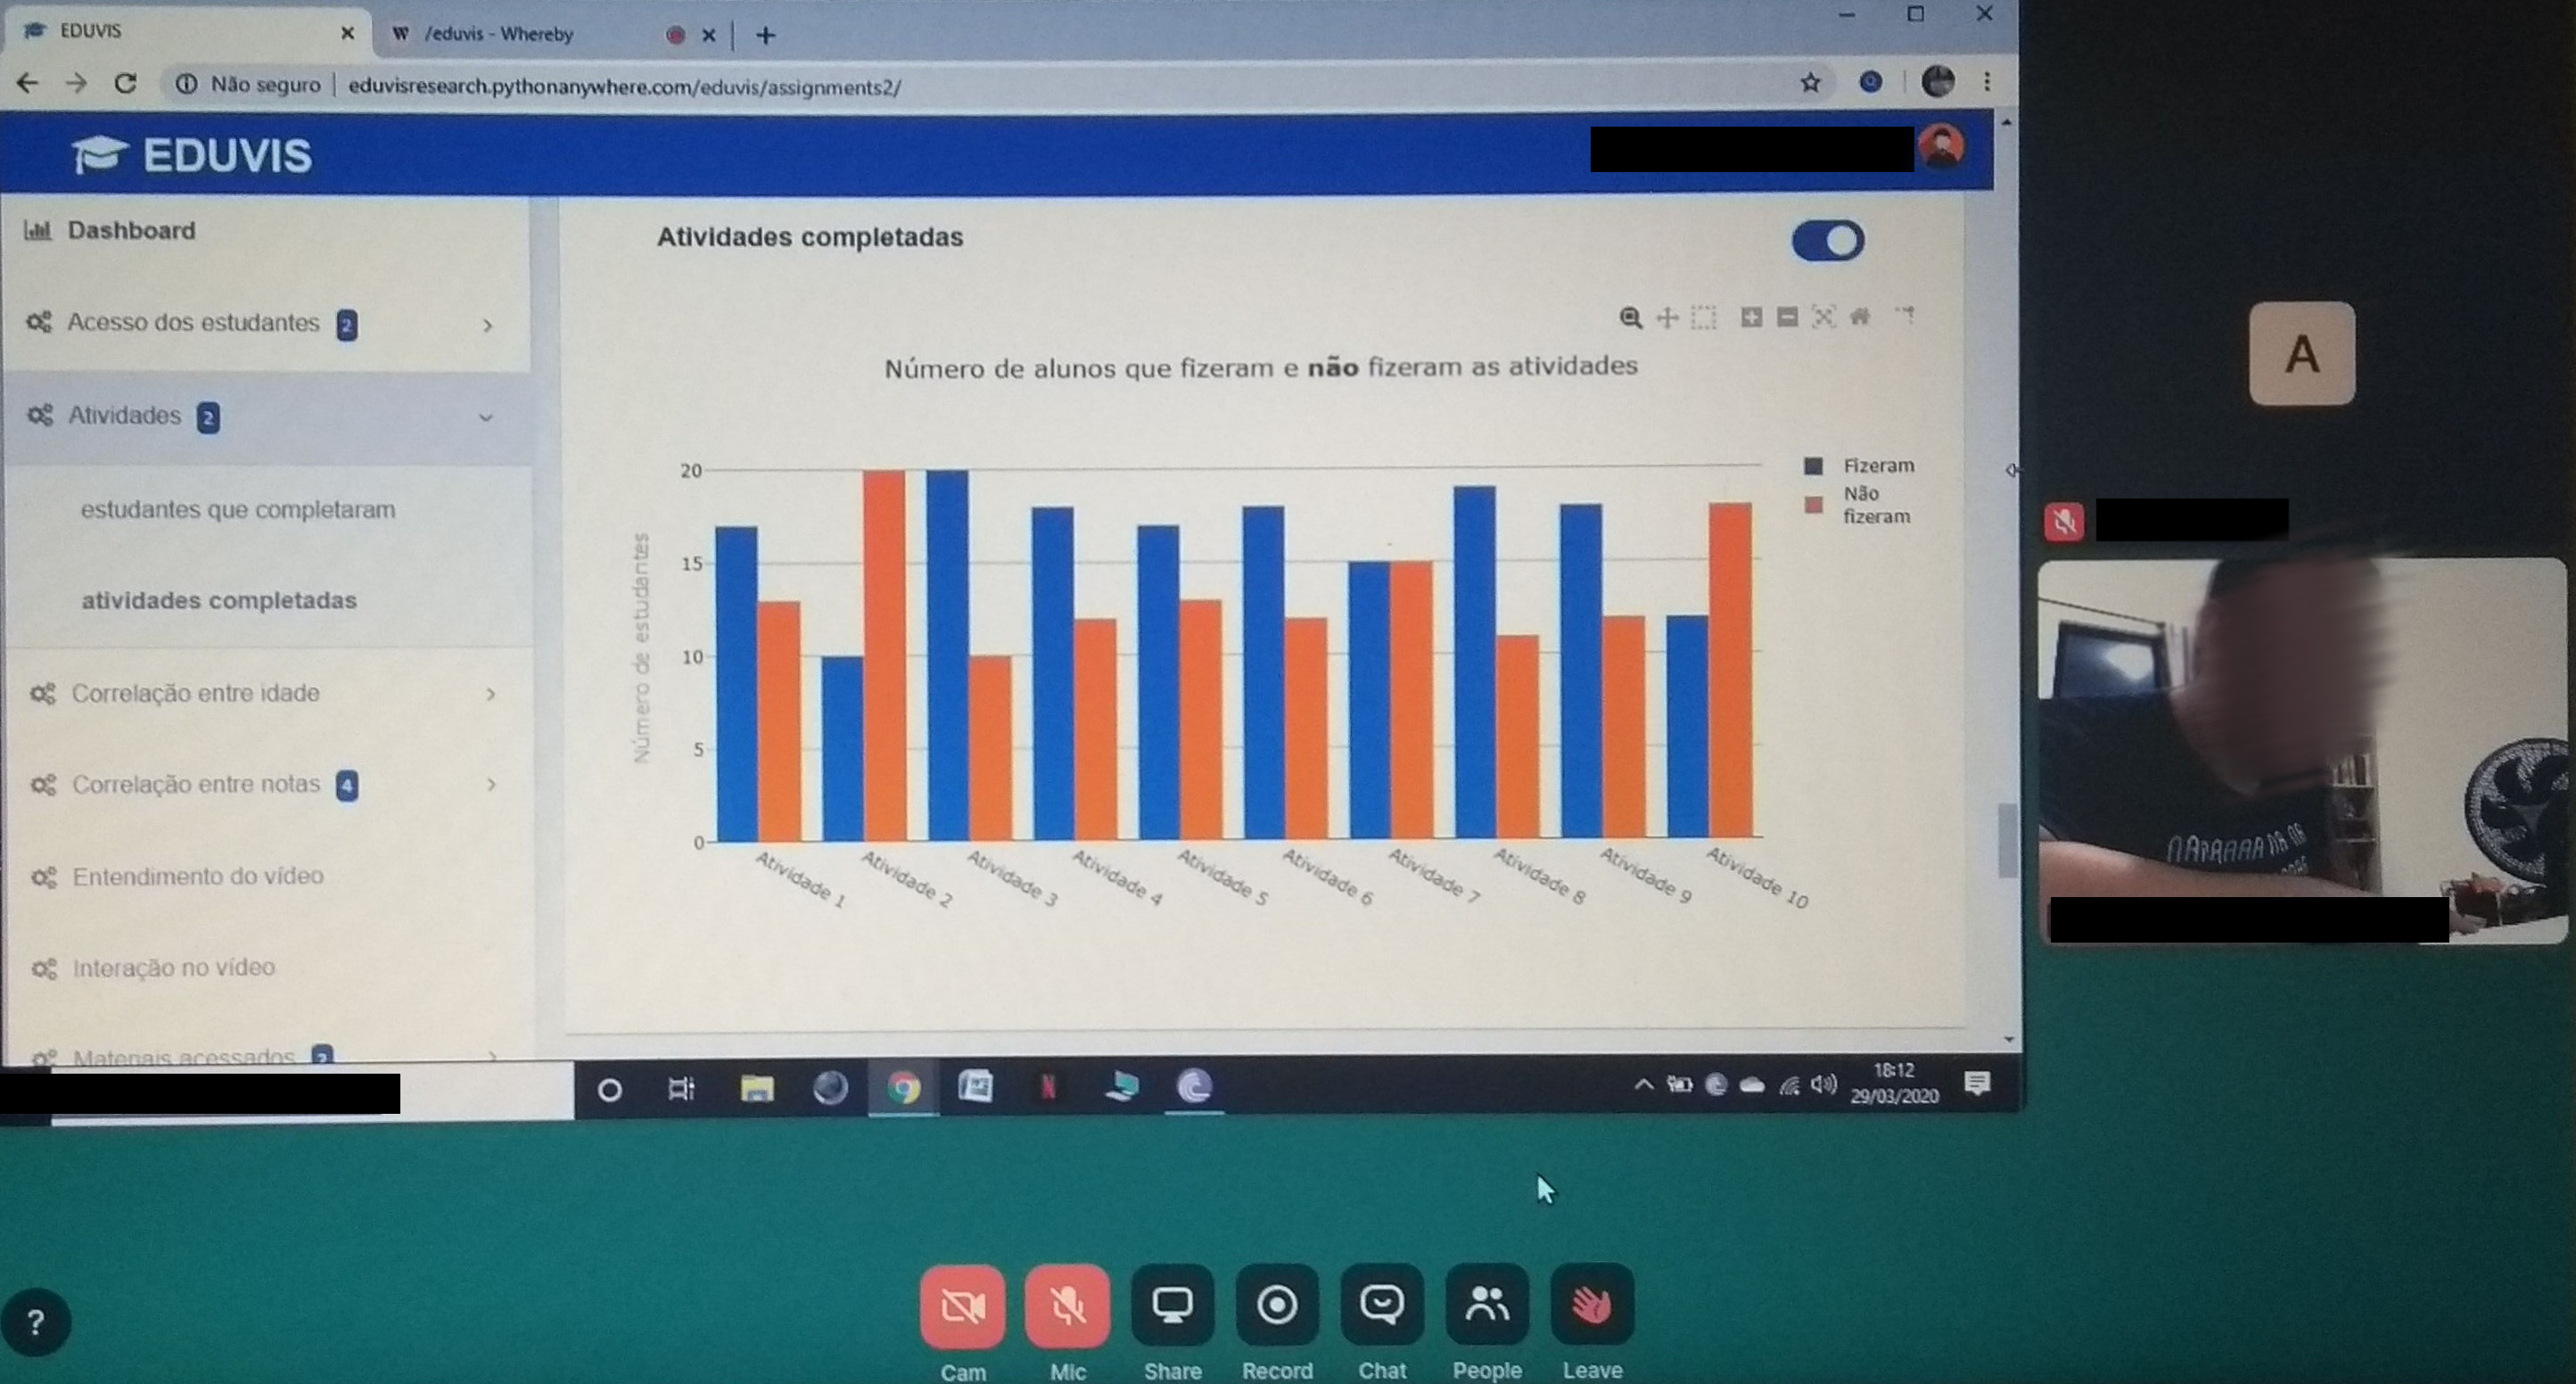 EDUVIS
W /eduvis - Whereby
Não seguro | eduvisresearch.pythonanywhere.com/eduvis/assignments2/
EDUVIS
Dashboard
Acesso dos estudantes 2
Atividades 2
estudantes que completaram
atividades completadas
Correlação entre idade
Correlação entre notas 4
Entendimento do vídeo
Interação no vídeo
Materiais acessados 2
Atividades completadas
Número de alunos que fizeram e não fizeram as atividades
Número de estudantes
20
15
10
5
0
Atividade 1
Atividade 2
Atividade 3
Atividade 4
Atividade 5
Atividade 6
Atividade 7
Atividade 8
Atividade 9
Atividade 10
Fizeram
Não
fizeram
N
18:12
29/03/2020
A
?
Cam
Mic
Share
Record
Chat
People
Leave